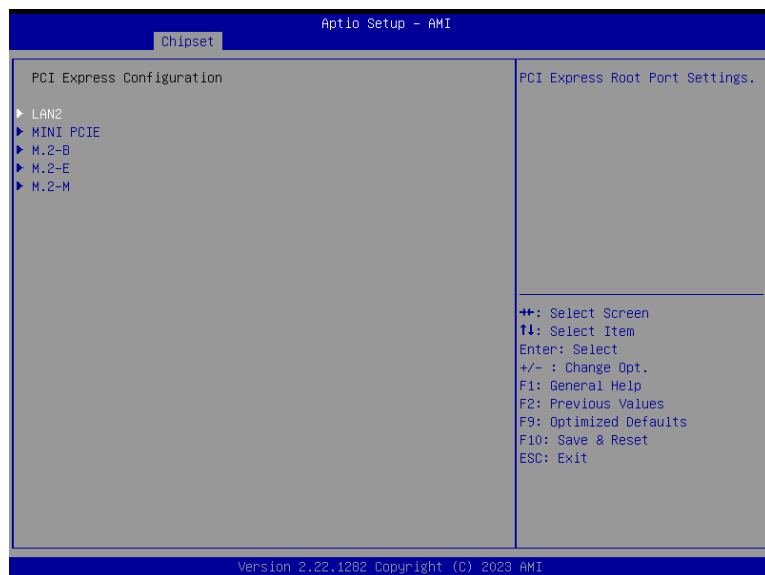 Aptio Setup – AMI
Chipset
PCI Express Configuration
▶ LAN2
▶ MINI PCIE
▶ M.2-B
▶ M.2-E
▶ M.2-M
PCI Express Root Port Settings.
→←: Select Screen
↑↓: Select Item
Enter: Select
+/- : Change Opt.
F1: General Help
F2: Previous Values
F9: Optimized Defaults
F10: Save & Reset
ESC: Exit
Version 2.22.1282 Copyright (C) 2023 AMI